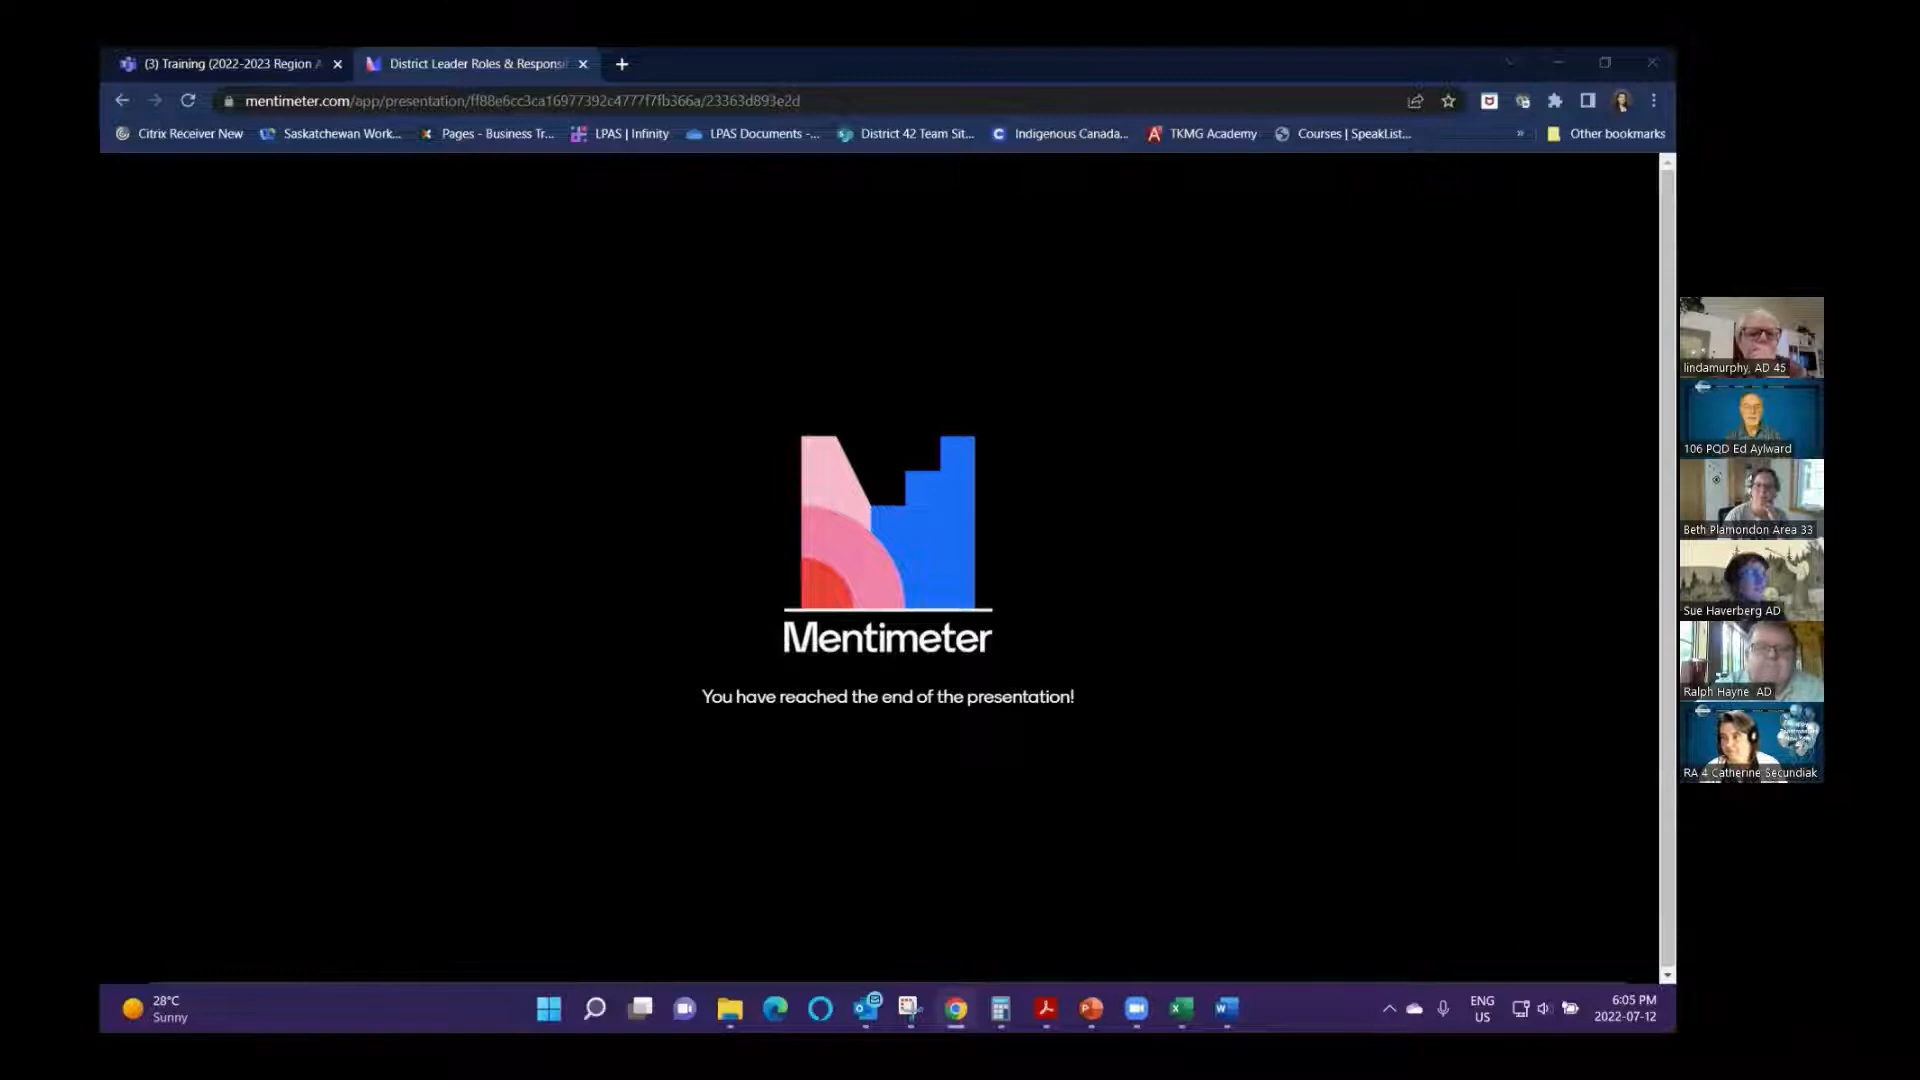 (3) Training (2022-2023 Region A
District Leader Roles & Responsi
mentimeter.com/app/presentation/ff88e6cc3ca16977392c4777f7fb366a/23363d893e2d
Citrix Receiver New
Saskatchewan Work...
Pages - Business Tr...
LPAS | Infinity
LPAS Documents -...
District 42 Team Sit...
Indigenous Canada...
TKMG Academy
Courses | SpeakList...
»
Other bookmarks
Mentimeter
You have reached the end of the presentation!
lindamurphy, AD 45
106 PQD Ed Aylward
Beth Plamondon Area 33
Sue Haverberg AD
Ralph Hayne AD
RA 4 Catherine Secundiak
28°C
Sunny
ENG
US
6:05 PM
2022-07-12